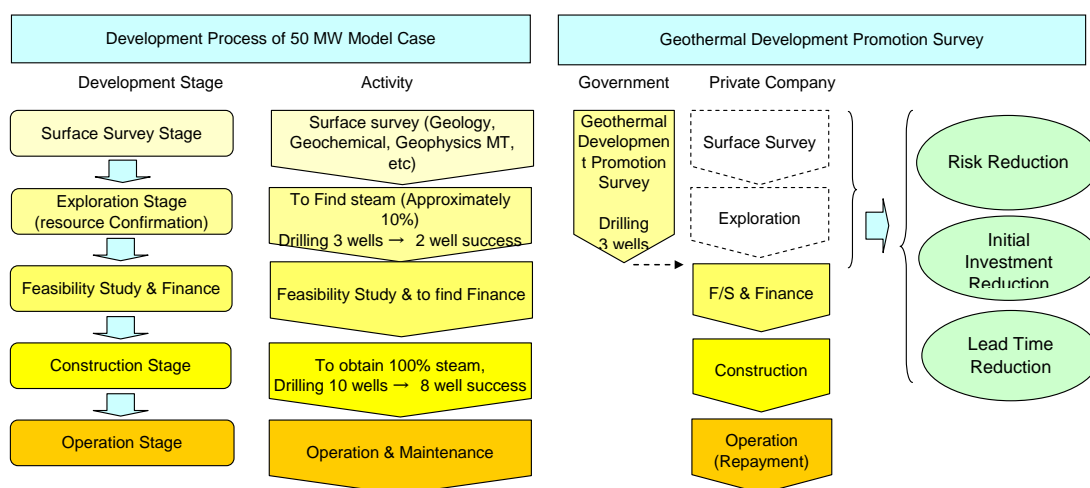 Development Process of 50 MW Model Case
Geothermal Development Promotion Survey
Development Stage
Activity
Surface Survey Stage
Surface survey (Geology,
Geochemical, Geophysics MT,
etc)
Exploration Stage
(resource Confirmation)
To Find steam (Approximately
10%)
Drilling 3 wells → 2 well success
Feasibility Study & Finance
Feasibility Study & to find Finance
Construction Stage
To obtain 100% steam,
Drilling 10 wells → 8 well success
Operation Stage
Operation & Maintenance
Government
Private Company
Geothermal
Developmen
t Promotion
Survey
Drilling
3 wells
Surface Survey
Exploration
F/S & Finance
Construction
Operation
(Repayment)
Risk Reduction
Initial
Investment
Reduction
Lead Time
Reduction